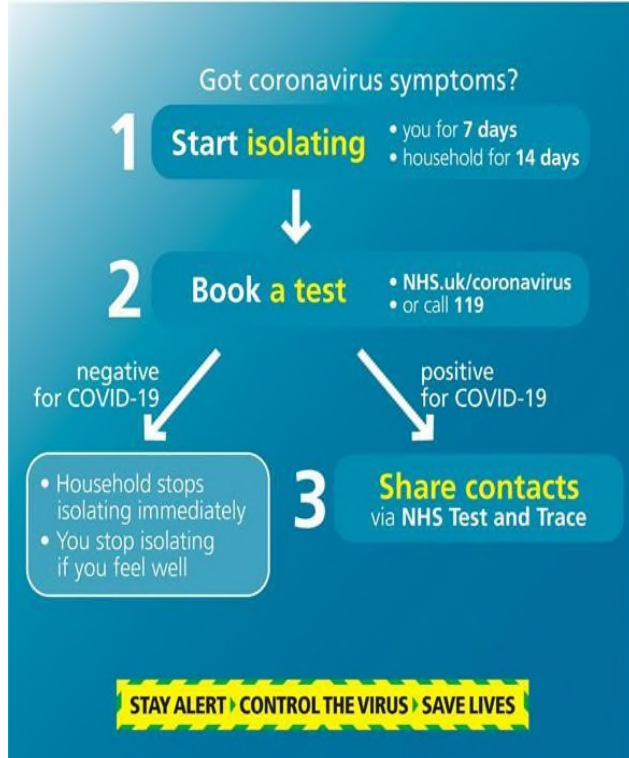 Got coronavirus symptoms?
1
Start isolating
• you for 7 days
• household for 14 days
2
Book a test
• NHS.uk/coronavirus
• or call 119
negative
for COVID-19
positive
for COVID-19
• Household stops
isolating immediately
• You stop isolating
if you feel well
3
Share contacts
via NHS Test and Trace
STAY ALERT CONTROL THE VIRUS SAVE LIVES